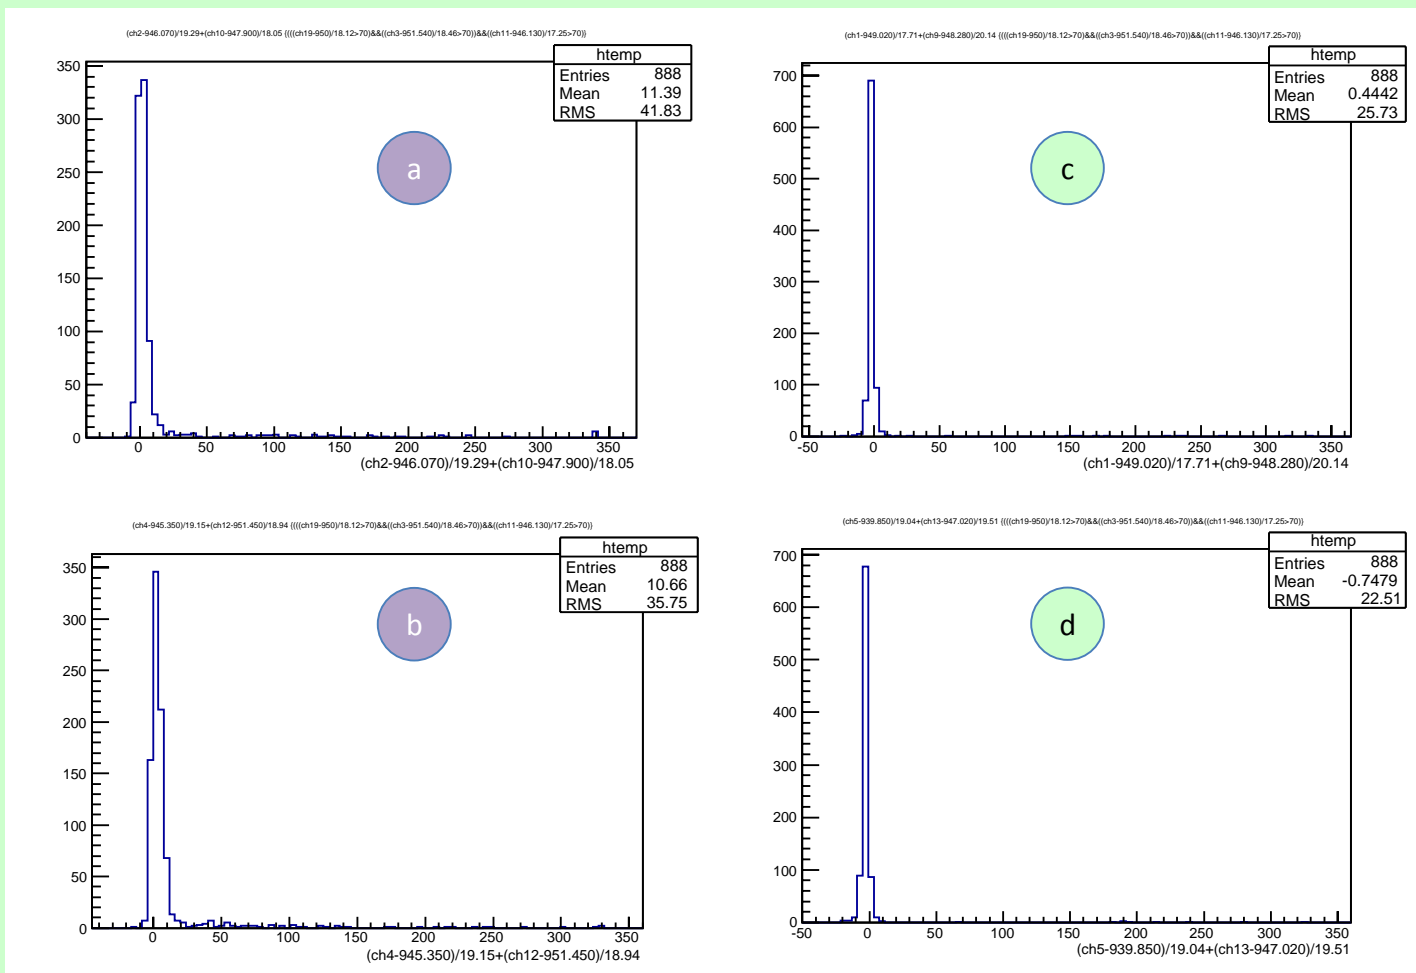 (ch2-946.070)/19.29+(ch10-947.900)/18.05 {(((ch19-950)/18.12>70)&&((ch3-951.540)/18.46>70))&&((ch11-946.130)/17.25>70)}
htemp
Entries 888
Mean 11.39
RMS 41.83
a
350
300
250
200
150
100
50
0
0 50 100 150 200 250 300 350
(ch2-946.070)/19.29+(ch10-947.900)/18.05
(ch1-949.020)/17.71+(ch9-948.280)/20.14 {(((ch19-950)/18.12>70)&&((ch3-951.540)/18.46>70))&&((ch11-946.130)/17.25>70)}
htemp
Entries 888
Mean 0.4442
RMS 25.73
c
700
600
500
400
300
200
100
0
-50 0 50 100 150 200 250 300 350
(ch1-949.020)/17.71+(ch9-948.280)/20.14
(ch4-945.350)/19.15+(ch12-951.450)/18.94 {(((ch19-950)/18.12>70)&&((ch3-951.540)/18.46>70))&&((ch11-946.130)/17.25>70)}
htemp
Entries 888
Mean 10.66
RMS 35.75
b
350
300
250
200
150
100
50
0
0 50 100 150 200 250 300 350
(ch4-945.350)/19.15+(ch12-951.450)/18.94
(ch5-939.850)/19.04+(ch13-947.020)/19.51 {(((ch19-950)/18.12>70)&&((ch3-951.540)/18.46>70))&&((ch11-946.130)/17.25>70)}
htemp
Entries 888
Mean -0.7479
RMS 22.51
d
700
600
500
400
300
200
100
0
-50 0 50 100 150 200 250 300 350
(ch5-939.850)/19.04+(ch13-947.020)/19.51